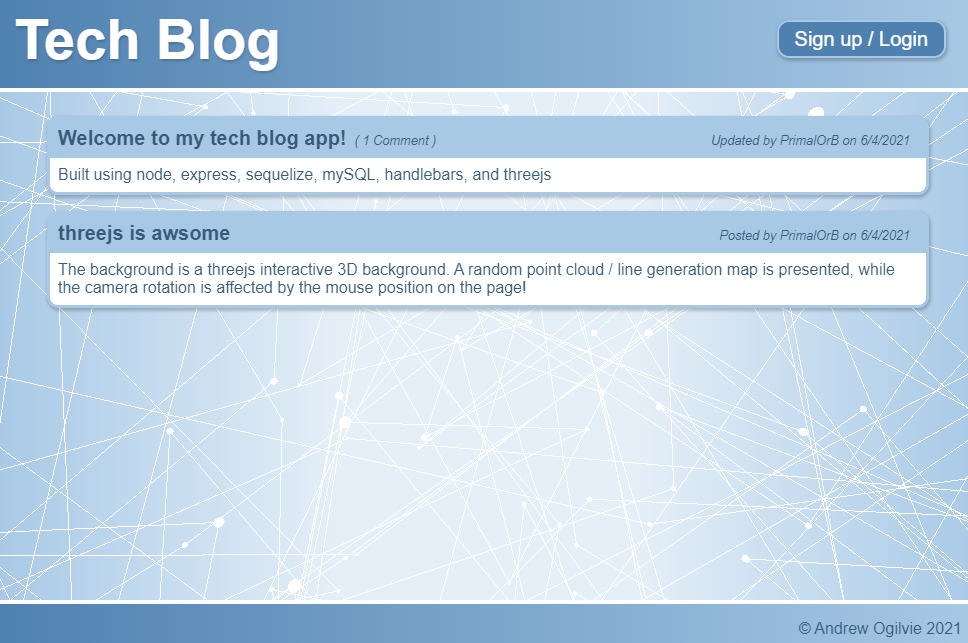 Tech Blog
Sign up / Login
Welcome to my tech blog app! ( 1 Comment ) Updated by PrimalOrB on 6/4/2021
Built using node, express, sequelize, mySQL, handlebars, and threejs
threejs is awsome Posted by PrimalOrB on 6/4/2021
The background is a threejs interactive 3D background. A random point cloud / line generation map is presented, while
the camera rotation is affected by the mouse position on the page!
© Andrew Ogilvie 2021